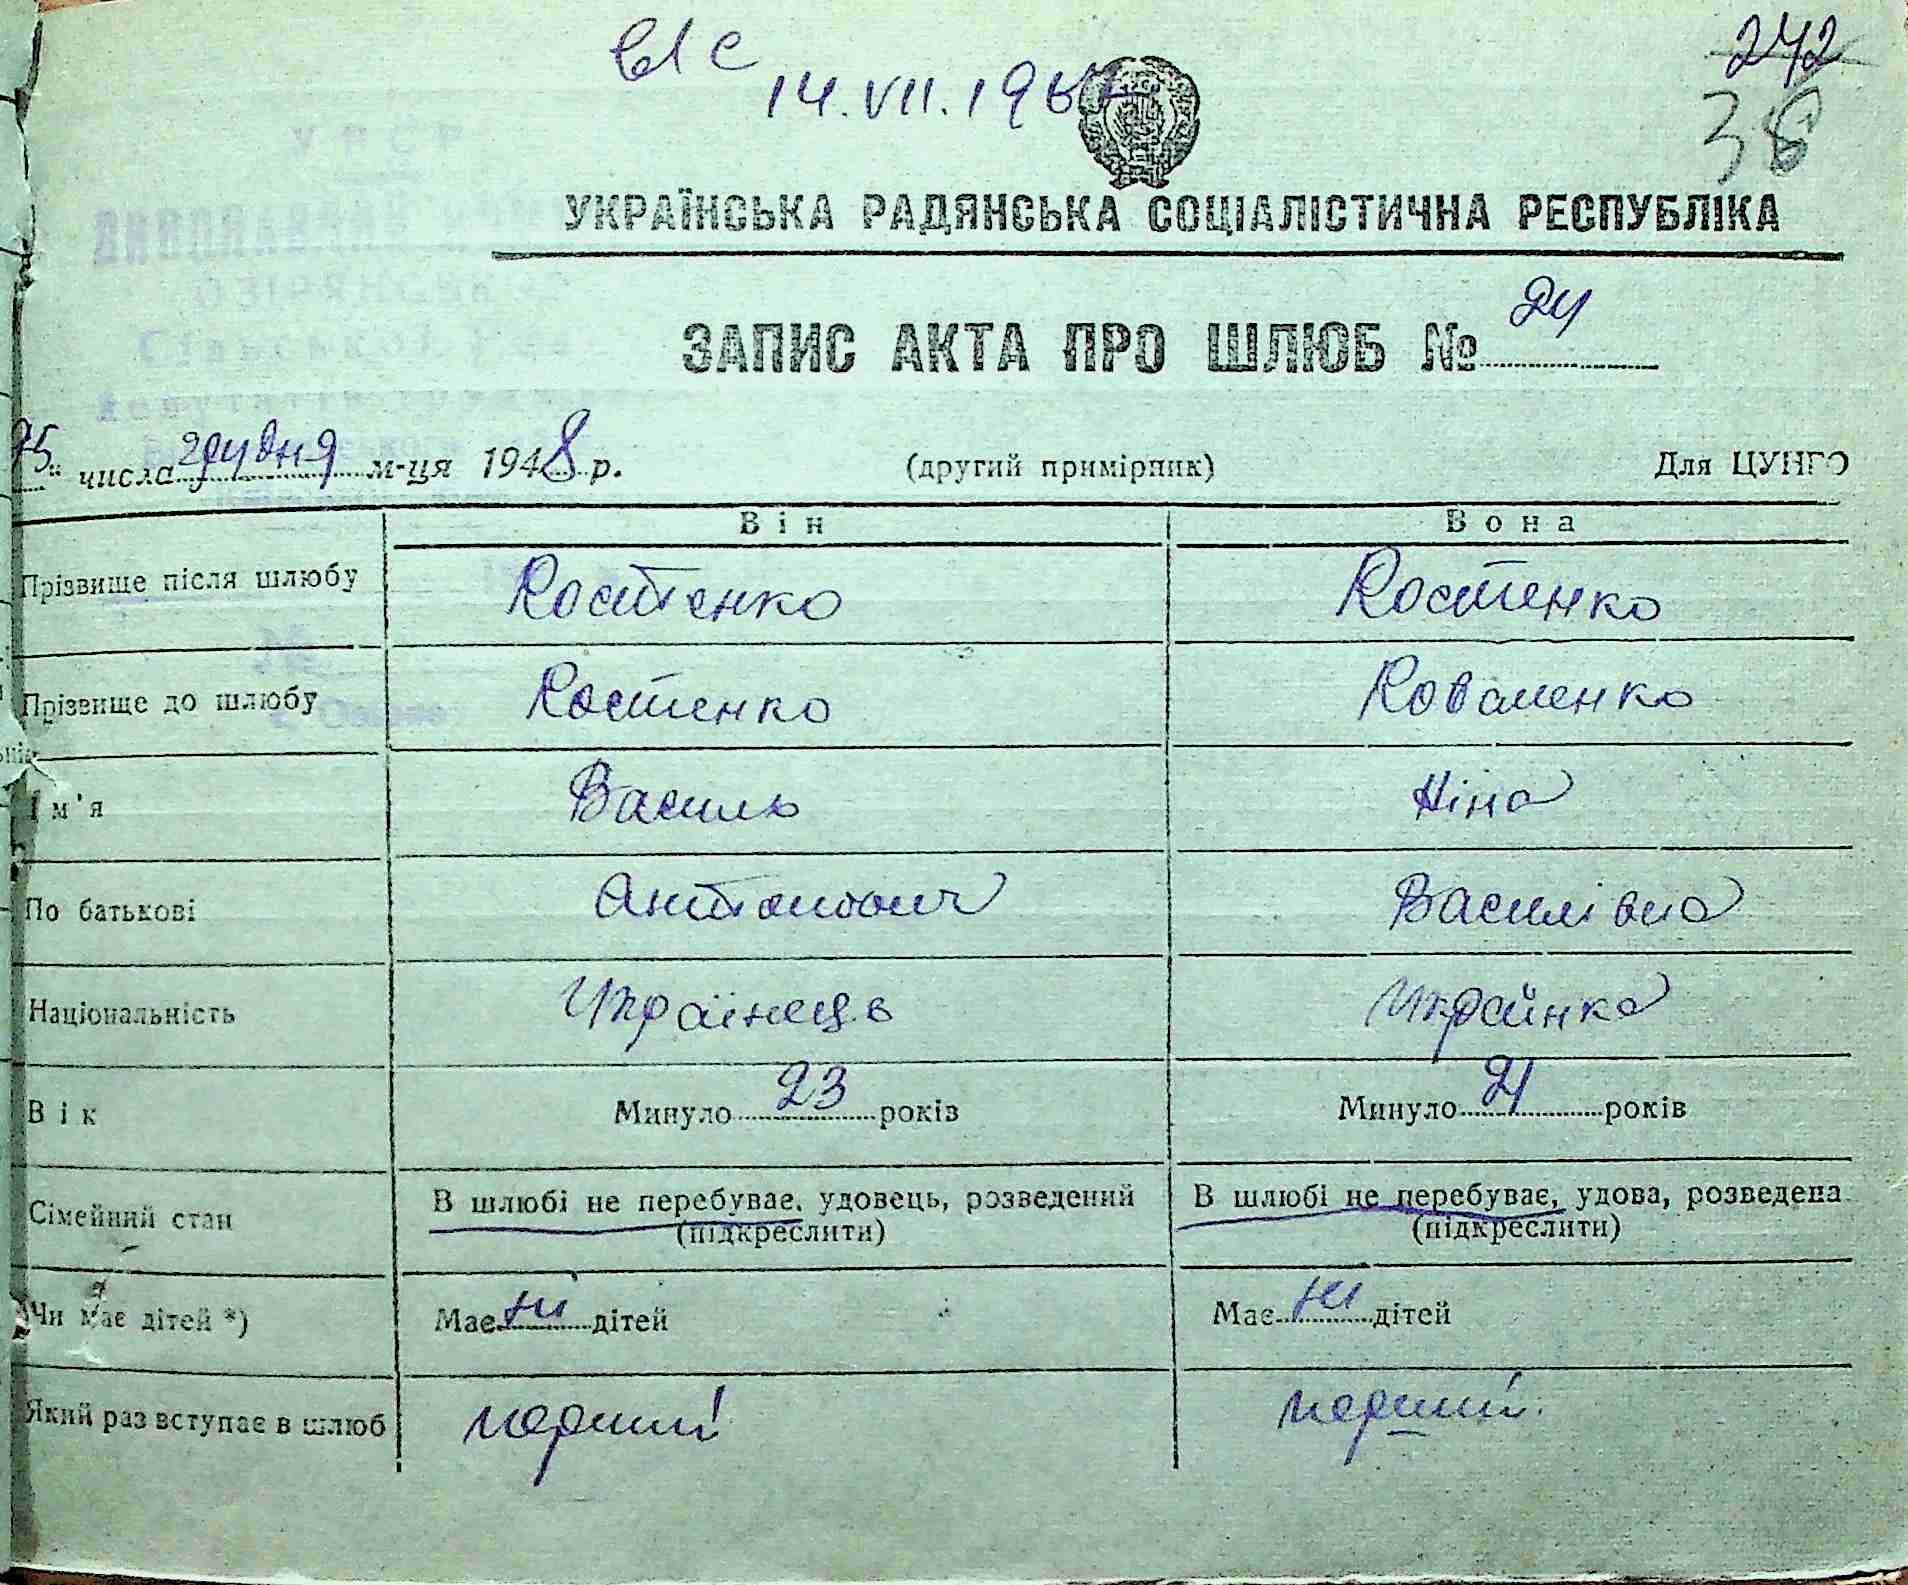 14.VII.196
242
38
УКРАЇНСЬКА РАДЯНСЬКА СОЦІАЛІСТИЧНА РЕСПУБЛІКА
ЗАПИС АКТА ПРО ШЛЮБ № 24
25" числа грудня м-ця 1948 р. (другий примірник) Для ЦУНГО
Він Вона
Прізвище після шлюбу Костенко Костенко
Прізвище до шлюбу Костенко Коваленко
Ім'я Василь Ніна
По батькові Антонович Василівна
Національність Українець Українка
Вік Минуло 23 років Минуло 21 років
Сімейний стан В шлюбі не перебуває, удовець, розведений В шлюбі не перебуває, удова, розведена
(підкреслити) (підкреслити)
Чи має дітей *) Має ні дітей Має ні дітей
Який раз вступає в шлюб перший перший.